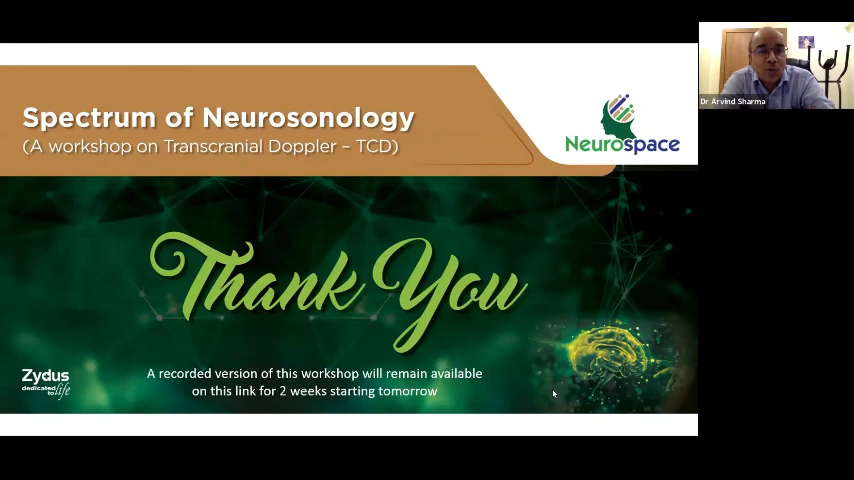 Spectrum of Neurosonology
(A workshop on Transcranial Doppler – TCD)
Neurospace
Dr Arvind Sharma
Thank You
A recorded version of this workshop will remain available
on this link for 2 weeks starting tomorrow
Zydus
dedicated
to life